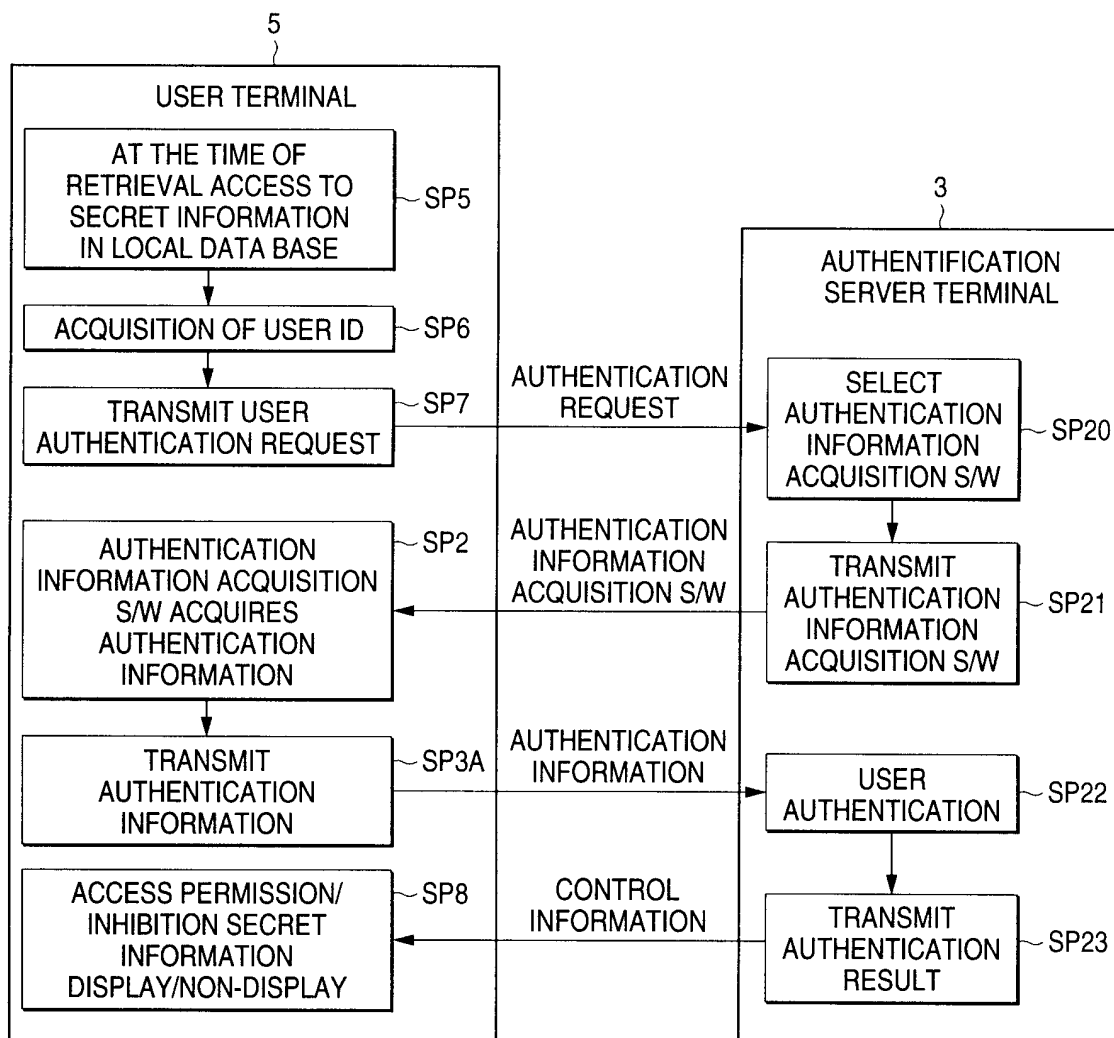 5
USER TERMINAL
AT THE TIME OF
RETRIEVAL ACCESS TO
SECRET INFORMATION
IN LOCAL DATA BASE
SP5
ACQUISITION OF USER ID
SP6
TRANSMIT USER
AUTHENTICATION REQUEST
SP7
AUTHENTICATION
REQUEST
3
AUTHENTIFICATION
SERVER TERMINAL
SELECT
AUTHENTICATION
INFORMATION
ACQUISITION S/W
SP20
TRANSMIT
AUTHENTICATION
INFORMATION
ACQUISITION S/W
SP21
AUTHENTICATION
INFORMATION
ACQUISITION S/W
AUTHENTICATION
INFORMATION ACQUISITION
S/W ACQUIRES
AUTHENTICATION
INFORMATION
SP2
TRANSMIT
AUTHENTICATION
INFORMATION
SP3A
AUTHENTICATION
INFORMATION
USER
AUTHENTICATION
SP22
TRANSMIT
AUTHENTICATION
RESULT
SP23
CONTROL
INFORMATION
ACCESS PERMISSION/
INHIBITION SECRET
INFORMATION
DISPLAY/NON-DISPLAY
SP8